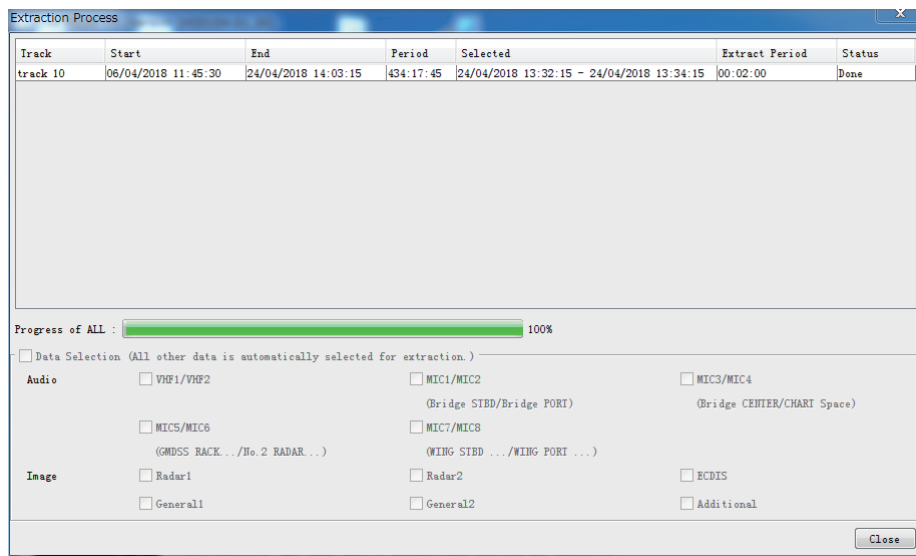 Extraction Process
Track Start End Period Selected Extract Period Status
track 10 06/04/2018 11:45:30 24/04/2018 14:03:15 434:17:45 24/04/2018 13:32:15 - 24/04/2018 13:34:15 00:02:00 Done
Progress of ALL : 100%
Data Selection (All other data is automatically selected for extraction.)
Audio VHF1/VHF2 MIC1/MIC2 MIC3/MIC4
(Bridge STBD/Bridge PORT) (Bridge CENTER/CHART Space)
MIC5/MIC6 MIC7/MIC8
(GMDSS RACK.../No.2 RADAR...) (WING STBD .../WING PORT ...)
Image Radar1 Radar2 ECDIS
General1 General2 Additional
Close